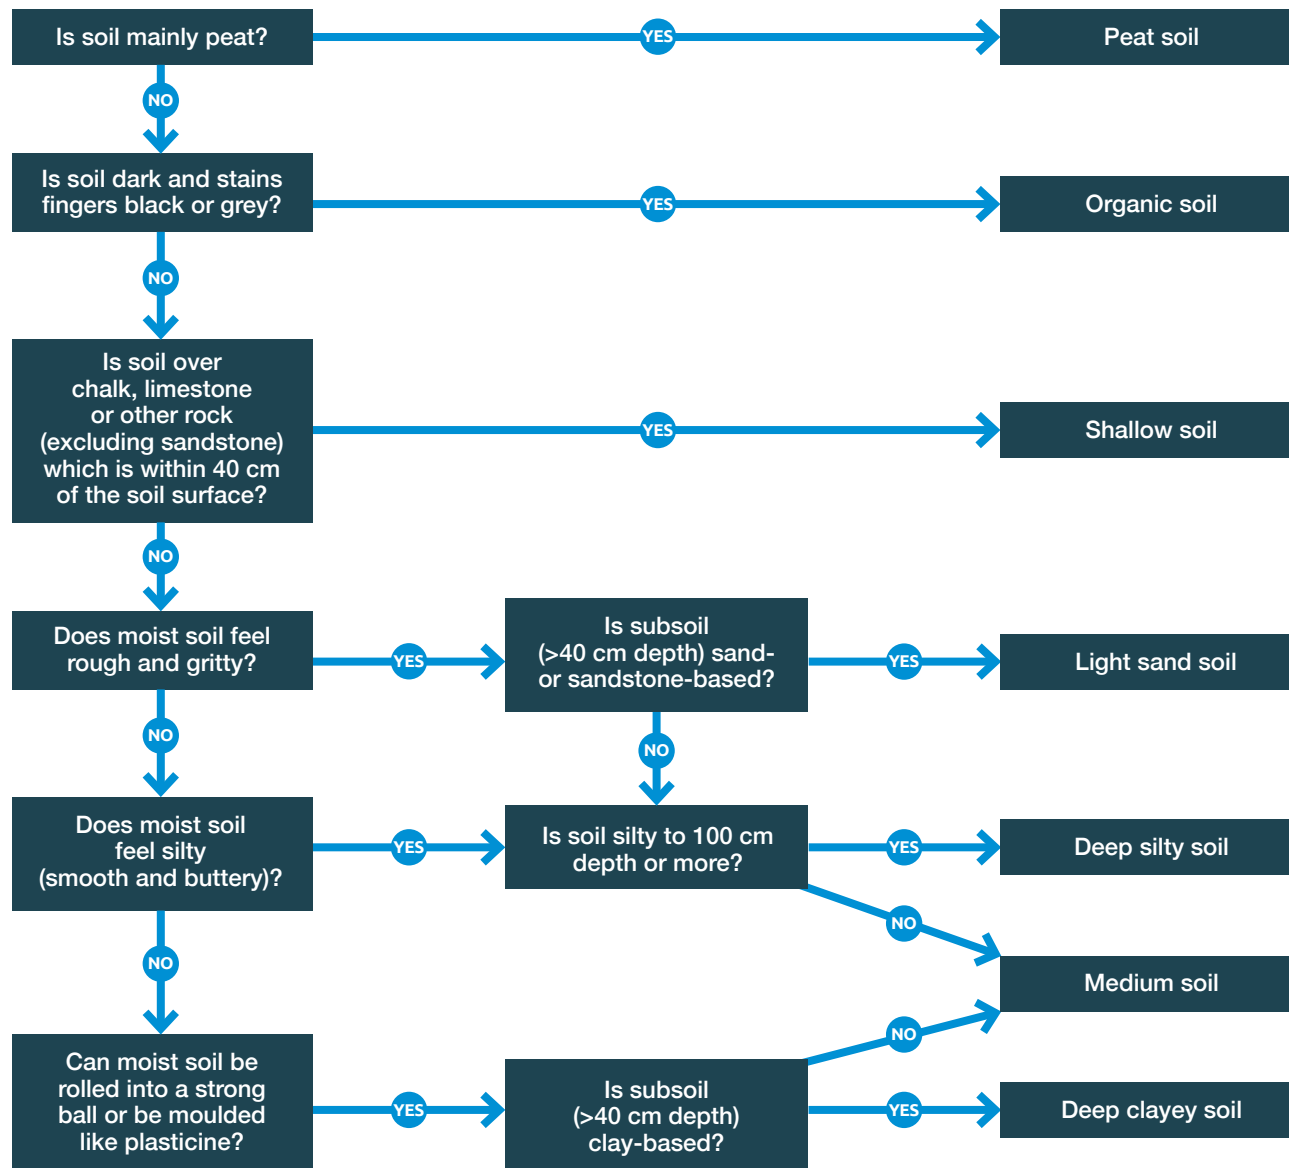 Is soil mainly peat?
YES
Peat soil
NO
Is soil dark and stains
fingers black or grey?
YES
Organic soil
NO
Is soil over
chalk, limestone
or other rock
(excluding sandstone)
which is within 40 cm
of the soil surface?
YES
Shallow soil
NO
Does moist soil feel
rough and gritty?
YES
Is subsoil
(>40 cm depth) sand-
or sandstone-based?
YES
Light sand soil
NO
NO
Does moist soil
feel silty
(smooth and buttery)?
YES
Is soil silty to 100 cm
depth or more?
YES
Deep silty soil
NO
NO
Medium soil
NO
Can moist soil be
rolled into a strong
ball or be moulded
like plasticine?
YES
Is subsoil
(>40 cm depth)
clay-based?
YES
Deep clayey soil